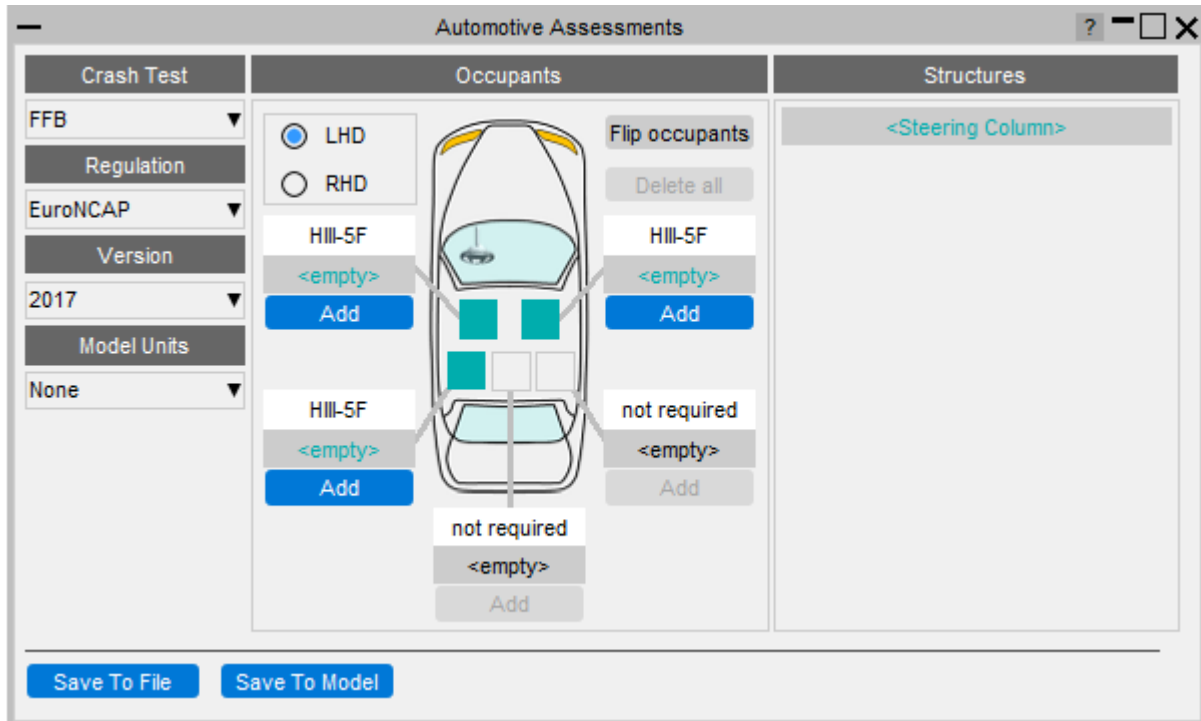 Automotive Assessments
?
Crash Test
FFB
Regulation
EuroNCAP
Version
2017
Model Units
None
Occupants
LHD
RHD
Flip occupants
Delete all
HIII-5F
<empty>
Add
HIII-5F
<empty>
Add
HIII-5F
<empty>
Add
not required
<empty>
Add
not required
<empty>
Add
Structures
<Steering Column>
Save To File
Save To Model